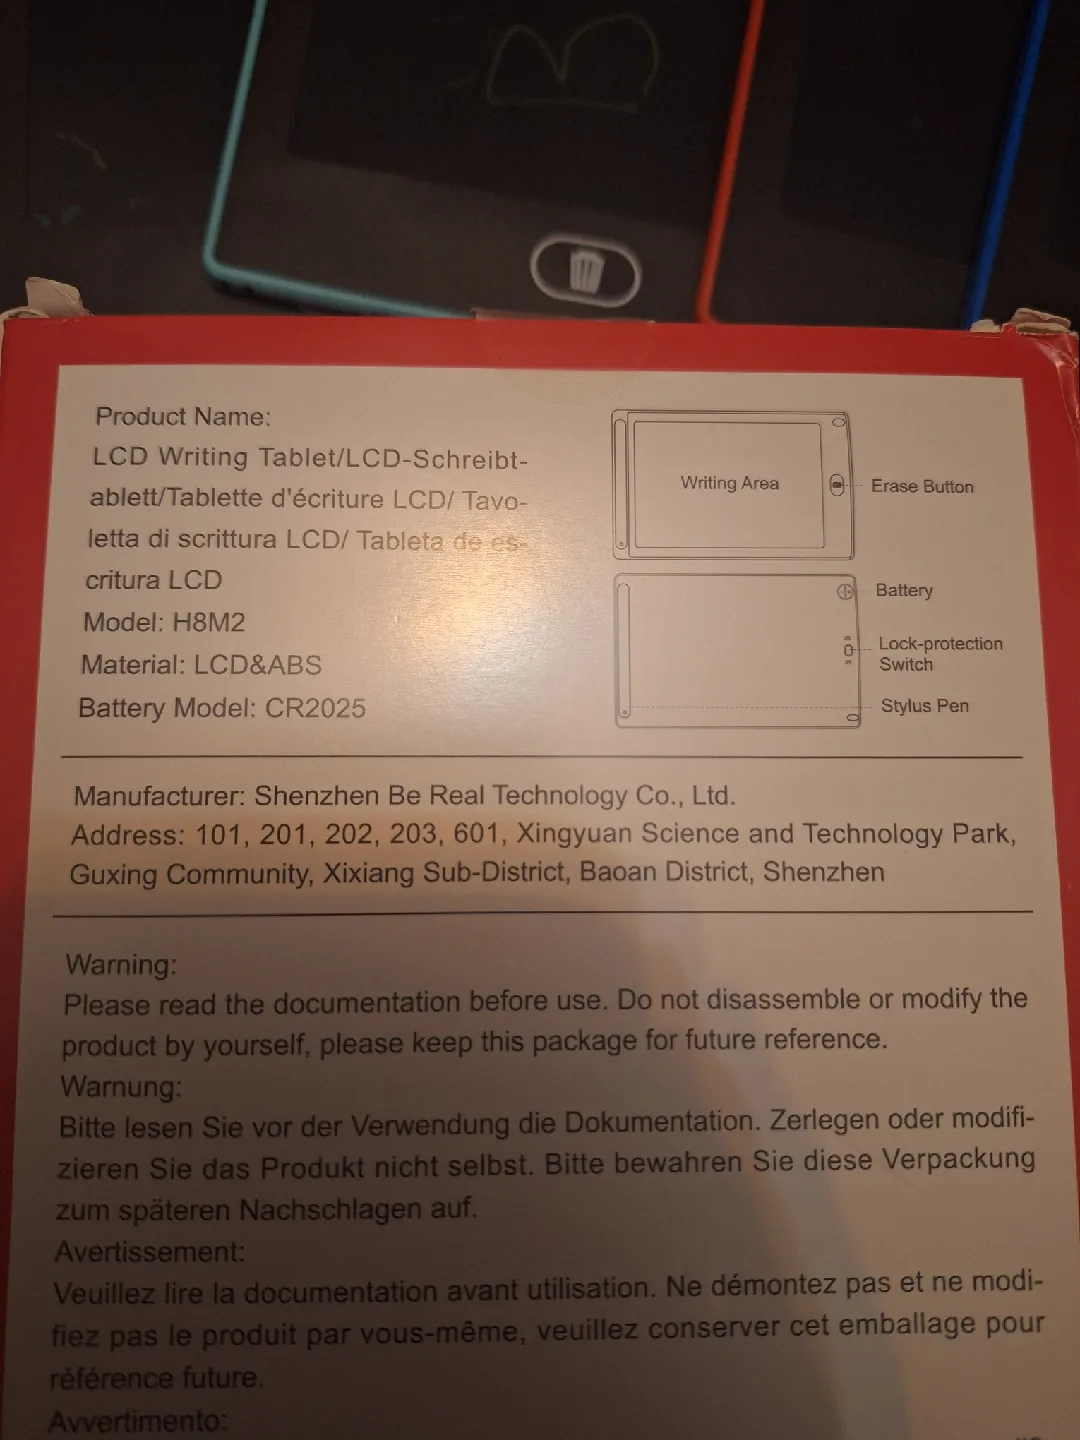 B
Product Name:
LCD Writing Tablet/LCD-Schreibt-
ablett/Tablette d'écriture LCD/ Tavo-
letta di scrittura LCD/ Tableta de es-
critura LCD
Model: H8M2
Material: LCD&ABS
Battery Model: CR2025
Writing Area
Erase Button
Battery
Lock-protection
Switch
Stylus Pen
Manufacturer: Shenzhen Be Real Technology Co., Ltd.
Address: 101, 201, 202, 203, 601, Xingyuan Science and Technology Park,
Guxing Community, Xixiang Sub-District, Baoan District, Shenzhen
Warning:
Please read the documentation before use. Do not disassemble or modify the
product by yourself, please keep this package for future reference.
Warnung:
Bitte lesen Sie vor der Verwendung die Dokumentation. Zerlegen oder modifi-
zieren Sie das Produkt nicht selbst. Bitte bewahren Sie diese Verpackung
zum späteren Nachschlagen auf.
Avertissement:
Veuillez lire la documentation avant utilisation. Ne démontez pas et ne modi-
fiez pas le produit par vous-même, veuillez conserver cet emballage pour
référence future.
Avvertimento: